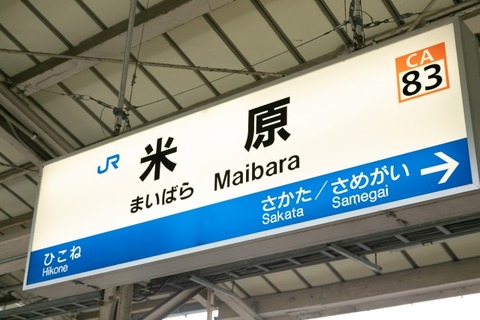 CA
83
JR
米原
まいばら Maibara
さかた／さめがい
Sakata Samegai
ひこね
Hikone